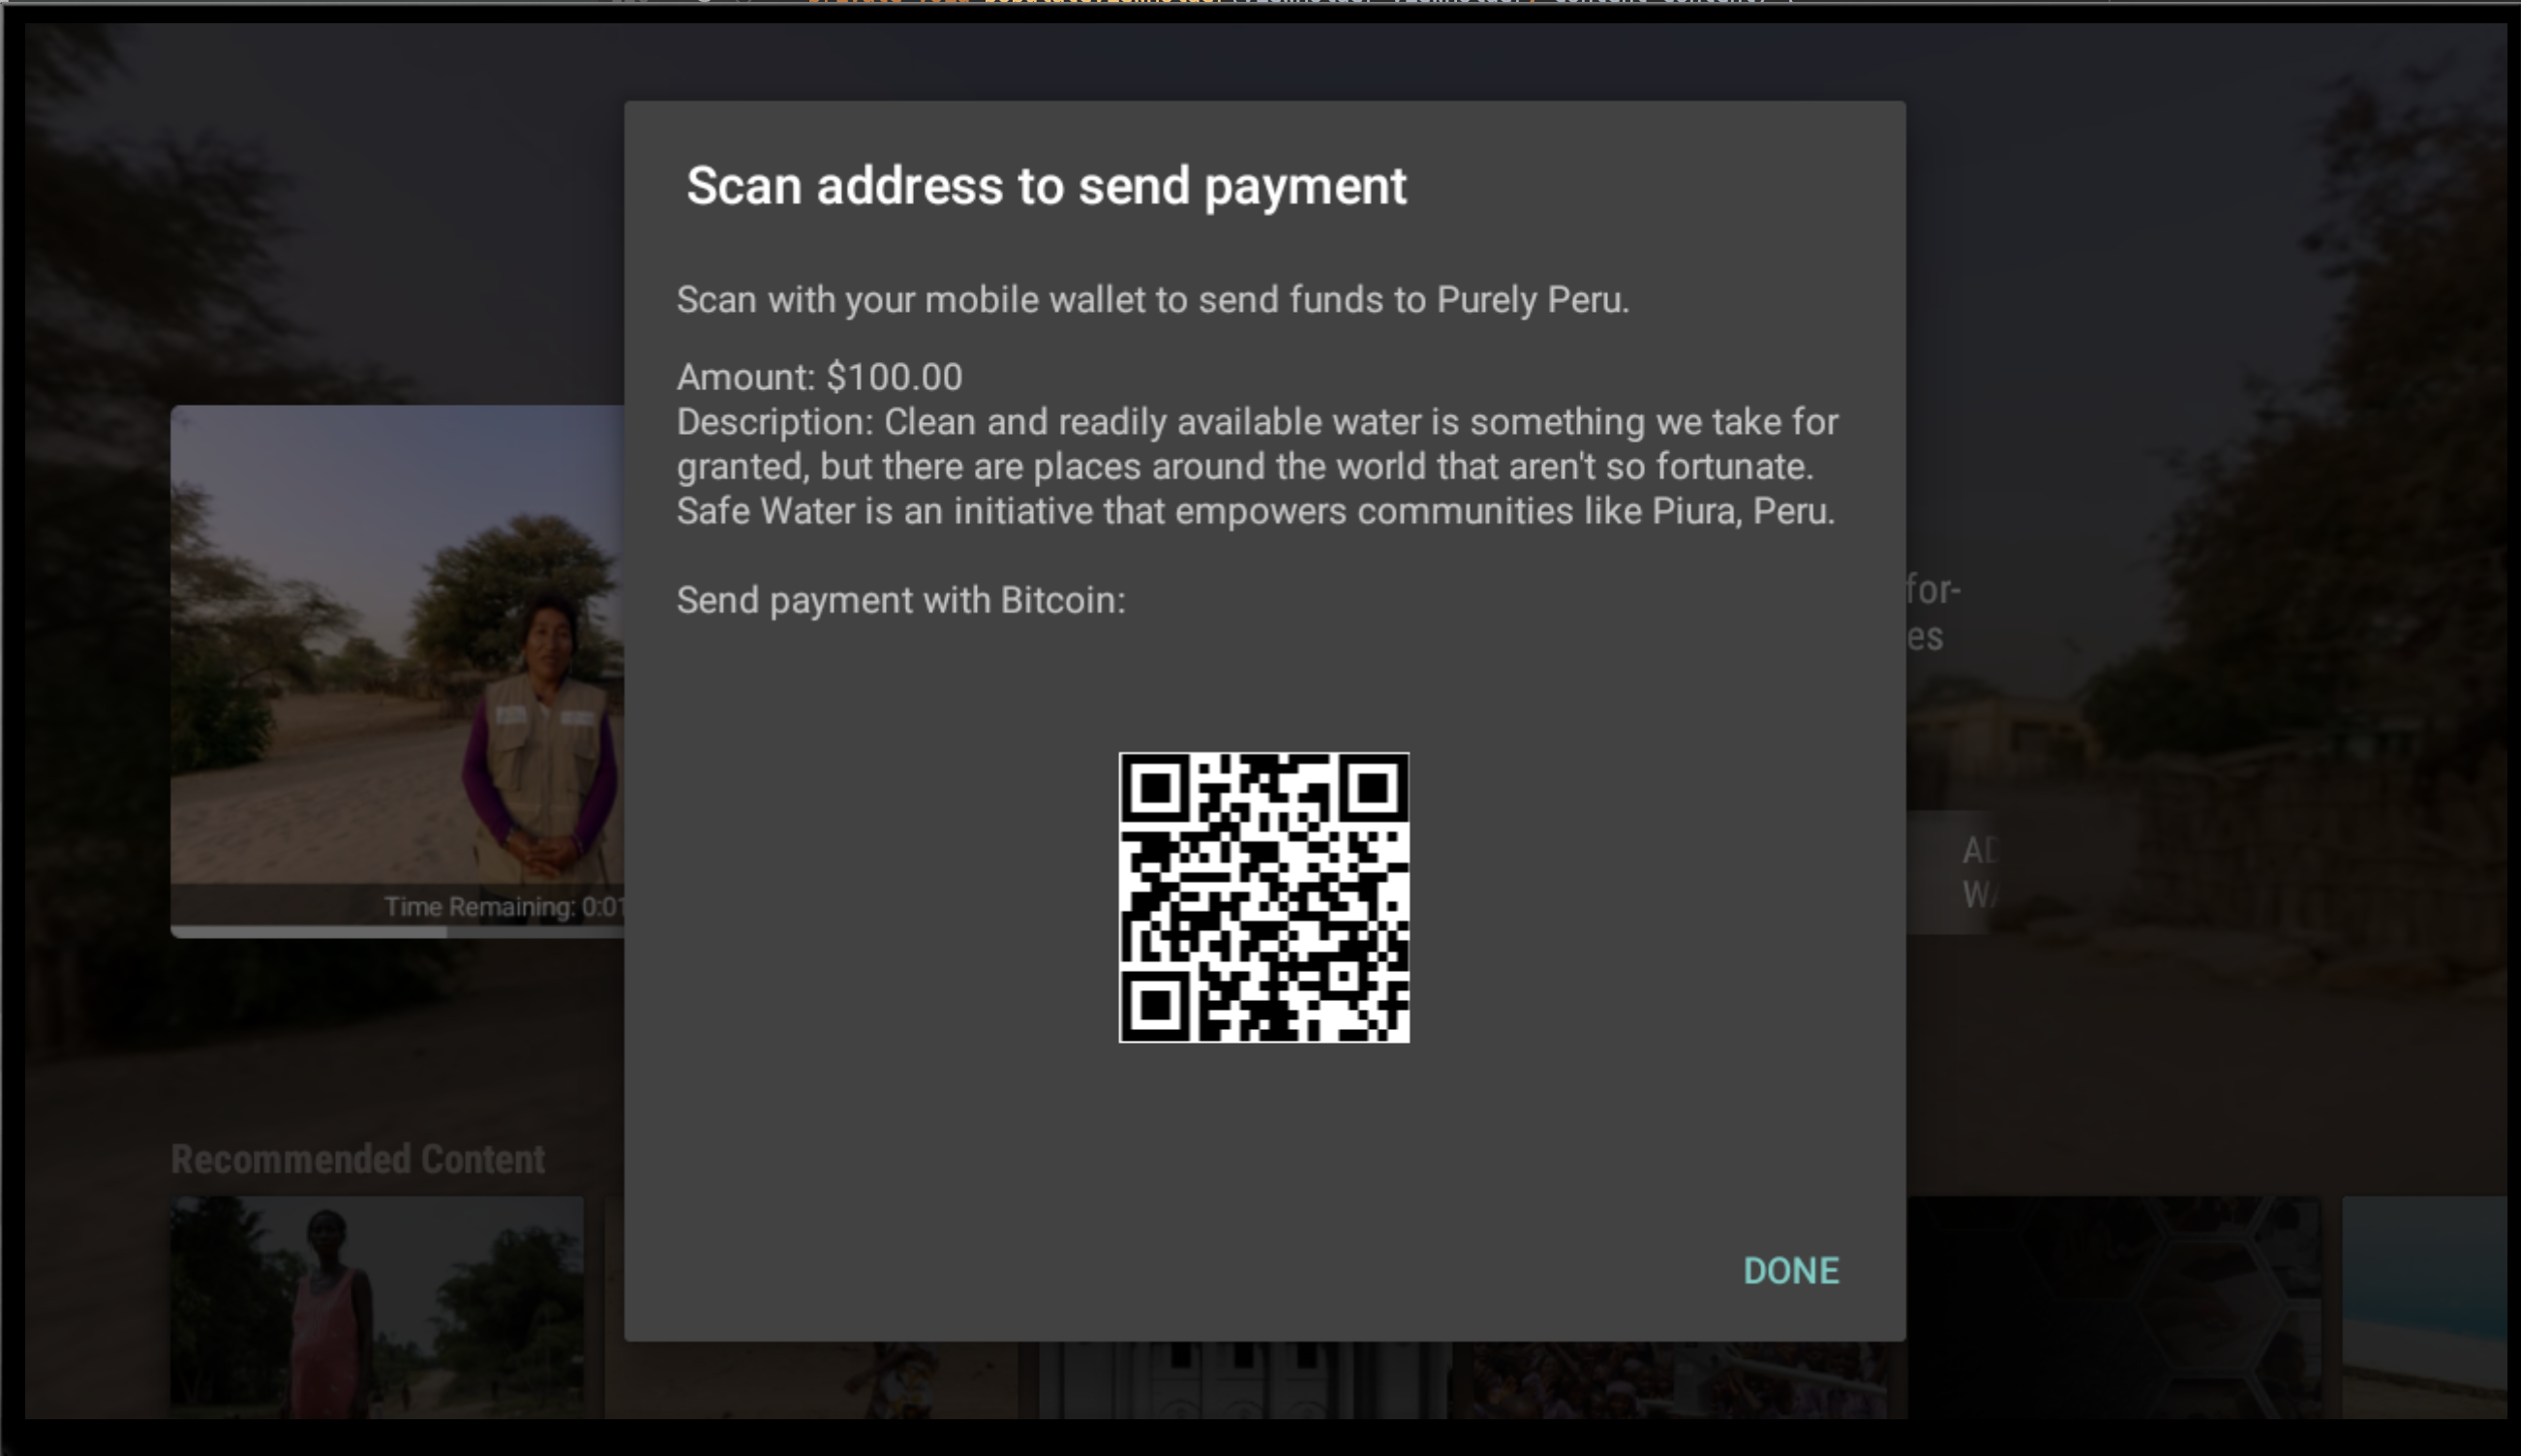 Scan address to send payment
Scan with your mobile wallet to send funds to Purely Peru.
Amount: $100.00
Description: Clean and readily available water is something we take for
granted, but there are places around the world that aren't so fortunate.
Safe Water is an initiative that empowers communities like Piura, Peru.
Send payment with Bitcoin:
for-
es
AD
WA
Time Remaining: 0:01
Recommended Content
DONE